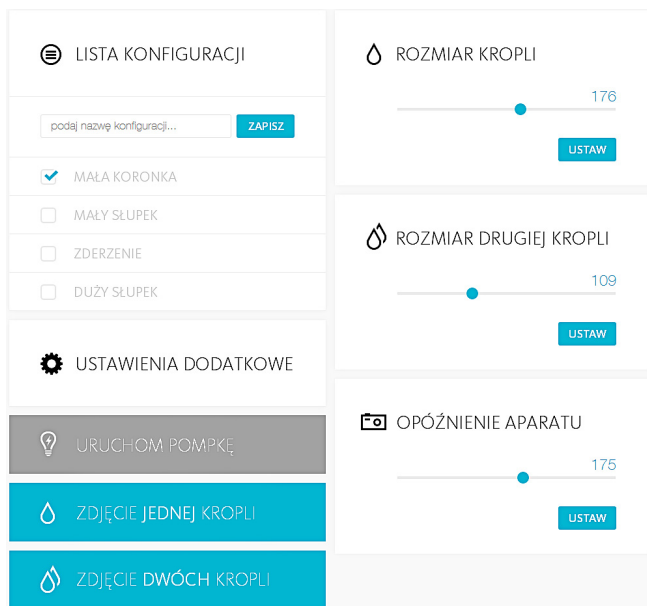 LISTA KONFIGURACJI
podaj nazwę konfiguracji...
ZAPISZ
MAŁA KORONKA
MAŁY SŁUPEK
ZDERZENIE
DUŻY SŁUPEK
USTAWIENIA DODATKOWE
URUCHOM POMPKĘ
ZDJĘCIE JEDNEJ KROPLI
ZDJĘCIE DWÓCH KROPLI
ROZMIAR KROPLI
176
USTAW
ROZMIAR DRUGIEJ KROPLI
109
USTAW
OPÓŹNIENIE APARATU
175
USTAW